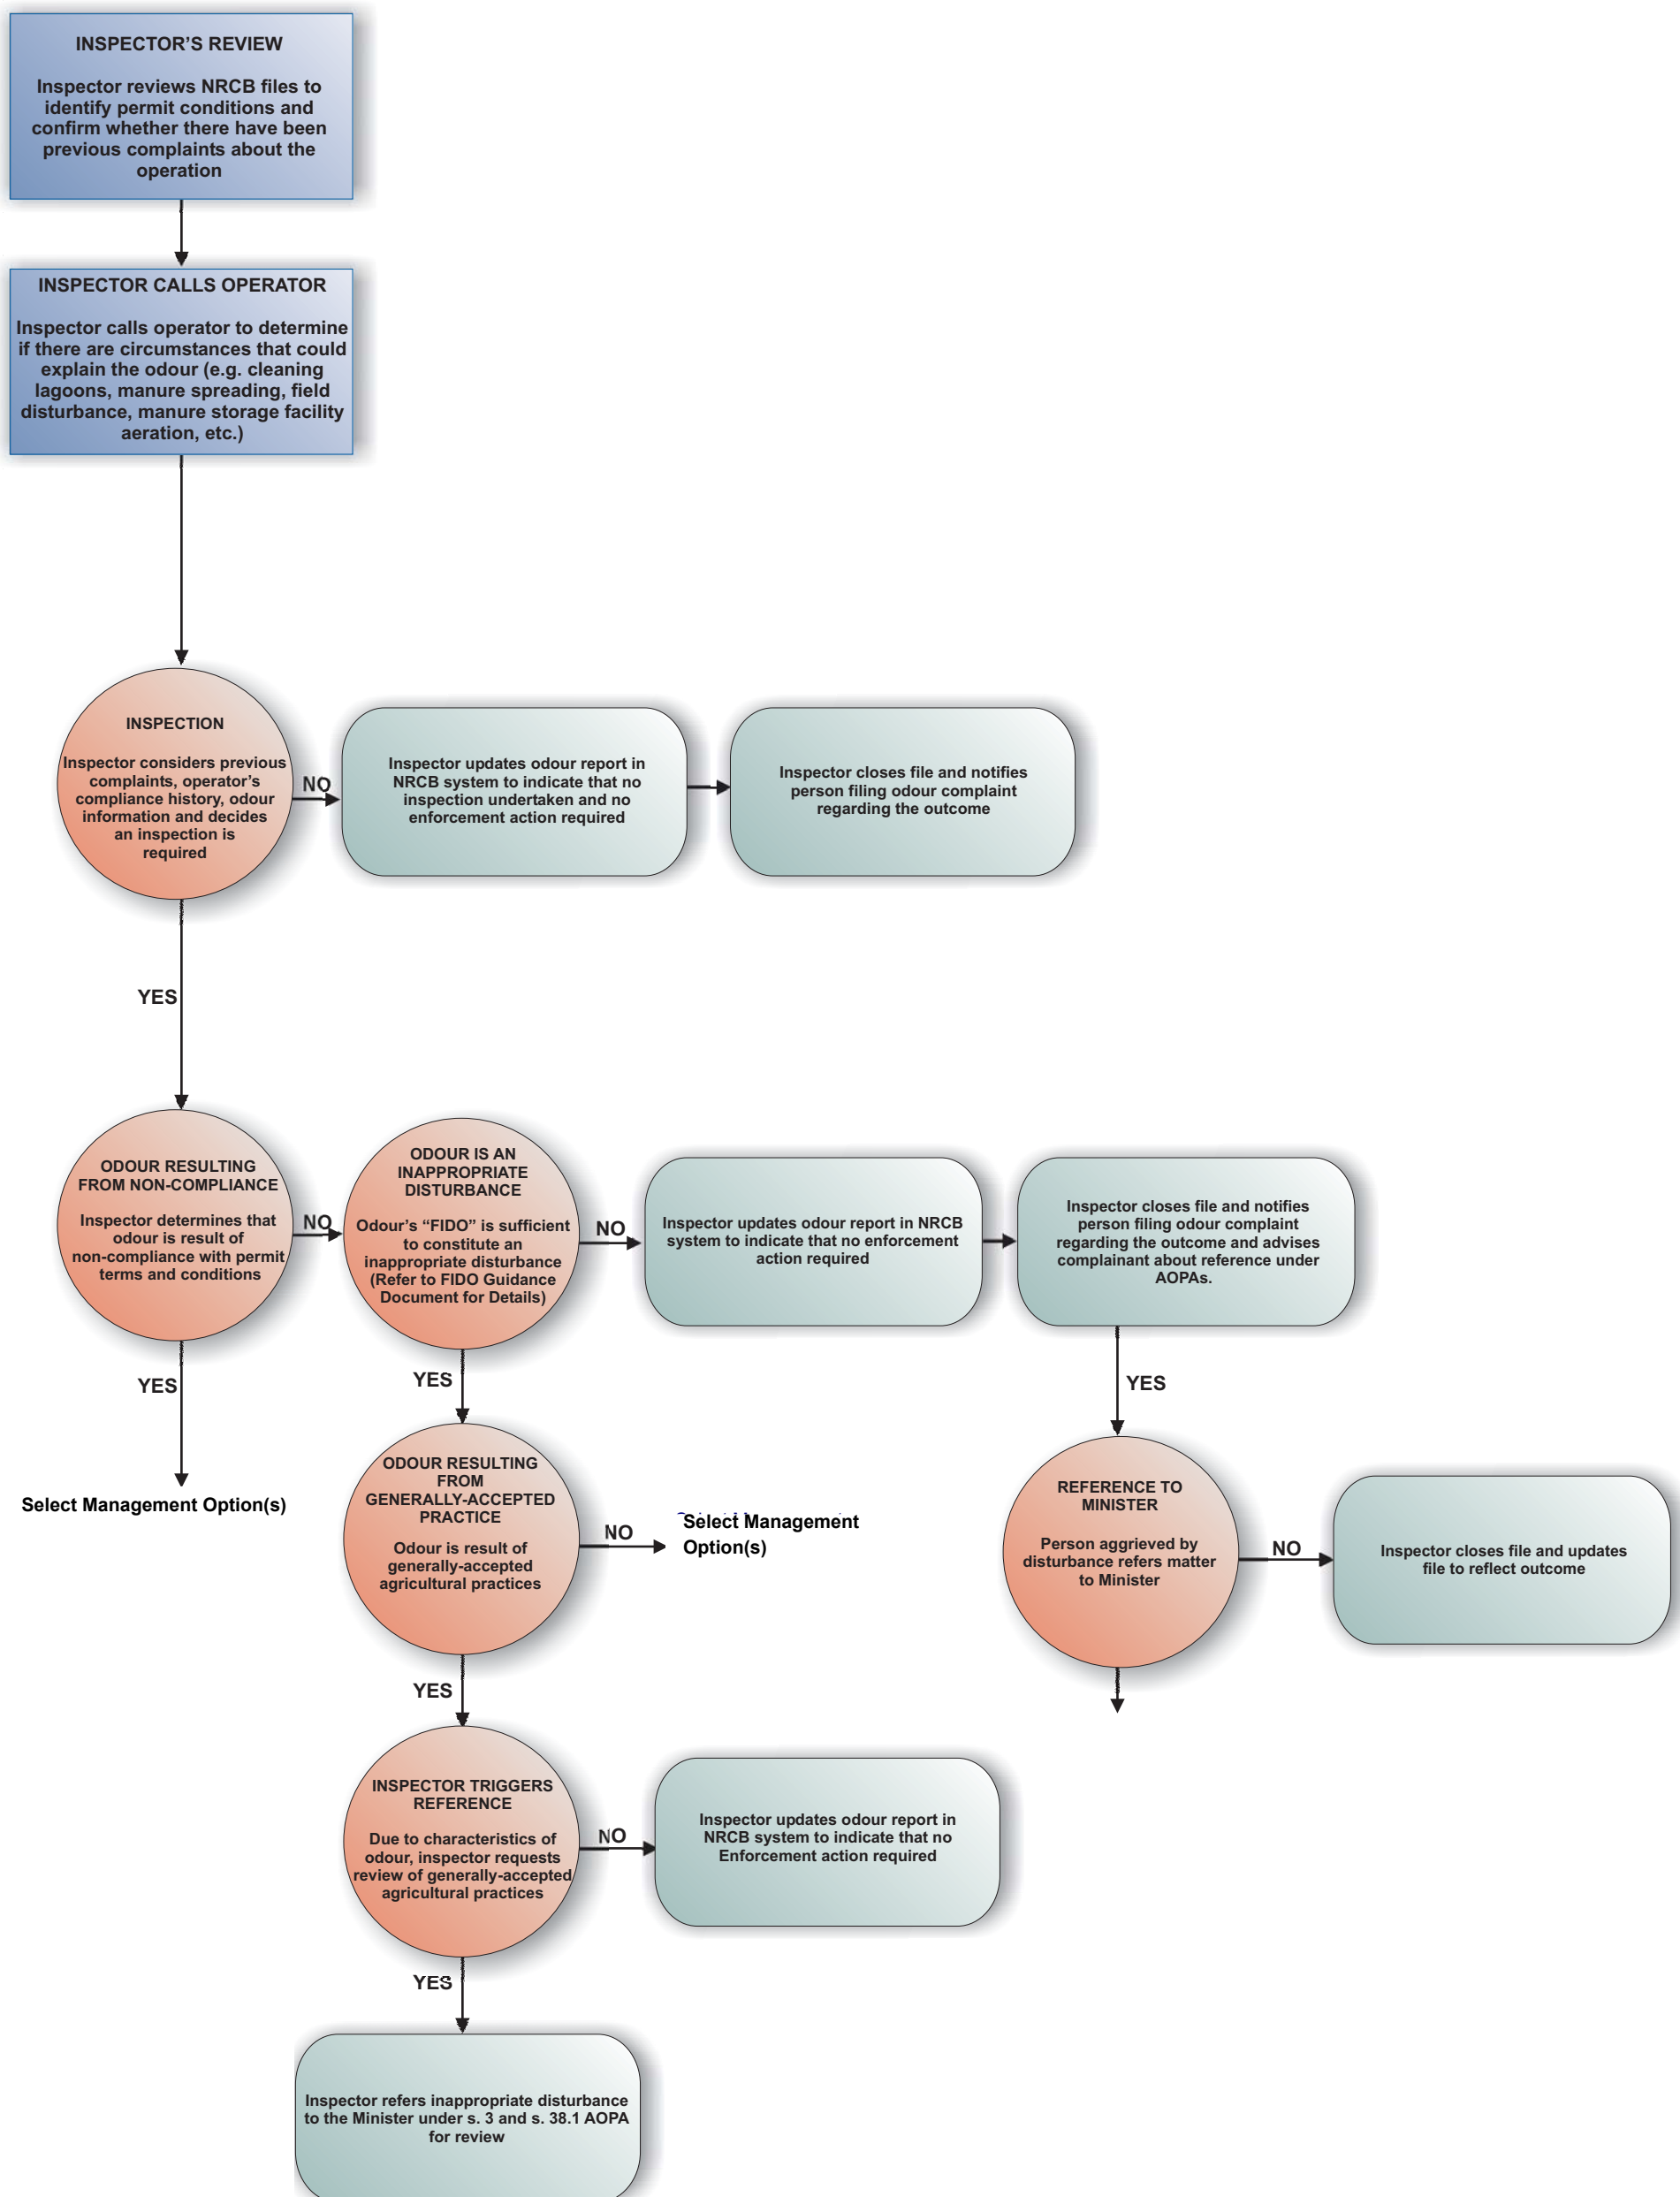 INSPECTOR'S REVIEW
Inspector reviews NRCB files to
identify permit conditions and
confirm whether there have been
previous complaints about the
operation
INSPECTOR CALLS OPERATOR
Inspector calls operator to determine
if there are circumstances that could
explain the odour (e.g. cleaning
lagoons, manure spreading, field
disturbance, manure storage facility
aeration, etc.)
INSPECTION
Inspector considers previous
complaints, operator's
compliance history, odour
information and decides
an inspection is
required
NO
Inspector updates odour report in
NRCB system to indicate that no
inspection undertaken and no
enforcement action required
Inspector closes file and notifies
person filing odour complaint
regarding the outcome
YES
ODOUR RESULTING
FROM NON-COMPLIANCE
Inspector determines that
odour is result of
non-compliance with permit
terms and conditions
NO
ODOUR IS AN
INAPPROPRIATE
DISTURBANCE
Odour's “FIDO” is sufficient
to constitute an
inappropriate disturbance
(Refer to FIDO Guidance
Document for Details)
NO
Inspector updates odour report in NRCB
system to indicate that no enforcement
action required
Inspector closes file and notifies
person filing odour complaint
regarding the outcome and advises
complainant about reference under
AOPAs.
YES
Select Management Option(s)
YES
ODOUR RESULTING
FROM
GENERALLY-ACCEPTED
PRACTICE
Odour is result of
generally-accepted
agricultural practices
NO
Select Management
Option(s)
YES
REFERENCE TO
MINISTER
Person aggrieved by
disturbance refers matter
to Minister
NO
Inspector closes file and updates
file to reflect outcome
YES
INSPECTOR TRIGGERS
REFERENCE
Due to characteristics of
odour, inspector requests
review of generally-accepted
agricultural practices
NO
Inspector updates odour report in
NRCB system to indicate that no
Enforcement action required
YES
Inspector refers inappropriate disturbance
to the Minister under s. 3 and s. 38.1 AOPA
for review